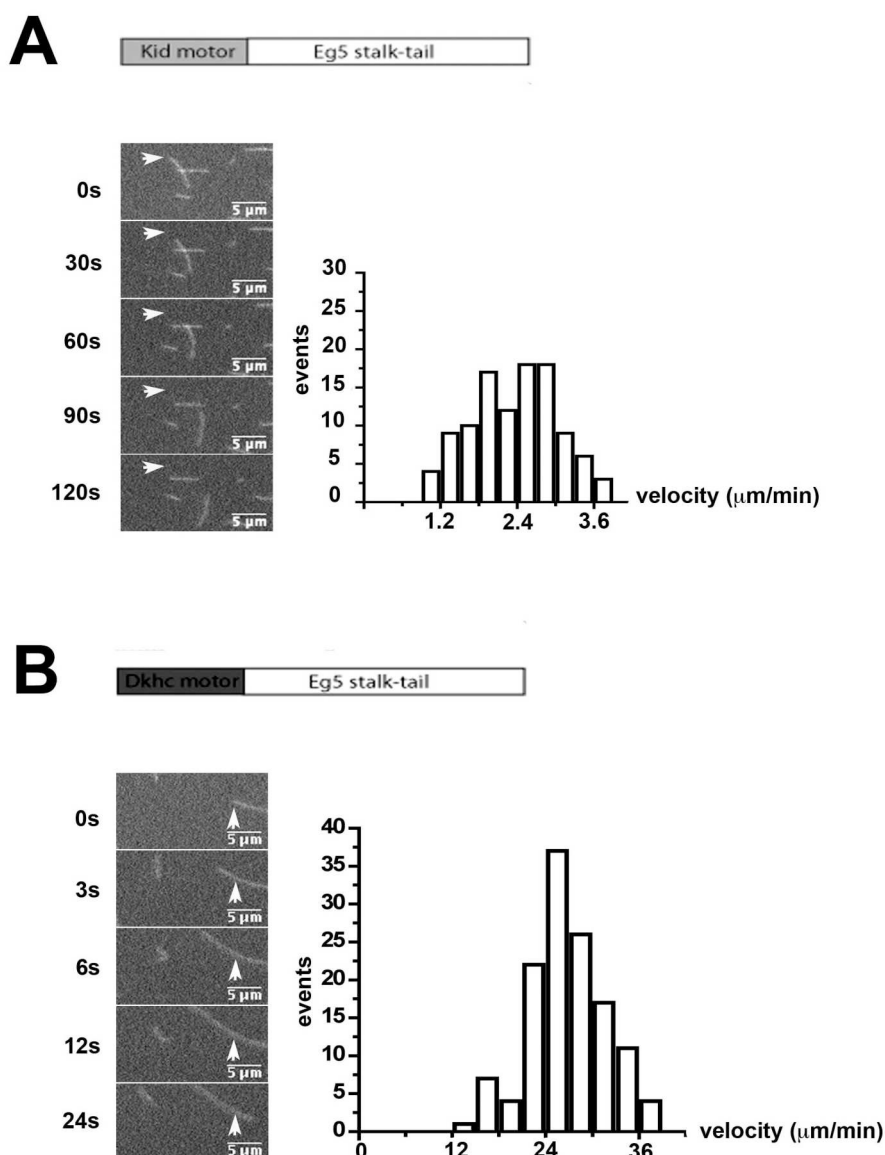 A
Kid motor
Eg5 stalk-tail
0s
5 µm
30s
5 µm
60s
5 µm
90s
5 µm
120s
5 µm
30
25
20
15
10
5
0
events
1.2
2.4
3.6
velocity (µm/min)
B
Dkhc motor
Eg5 stalk-tail
0s
5 µm
3s
5 µm
6s
5 µm
12s
5 µm
24s
5 µm
40
35
30
25
20
15
10
5
0
events
0
12
24
36
velocity (µm/min)